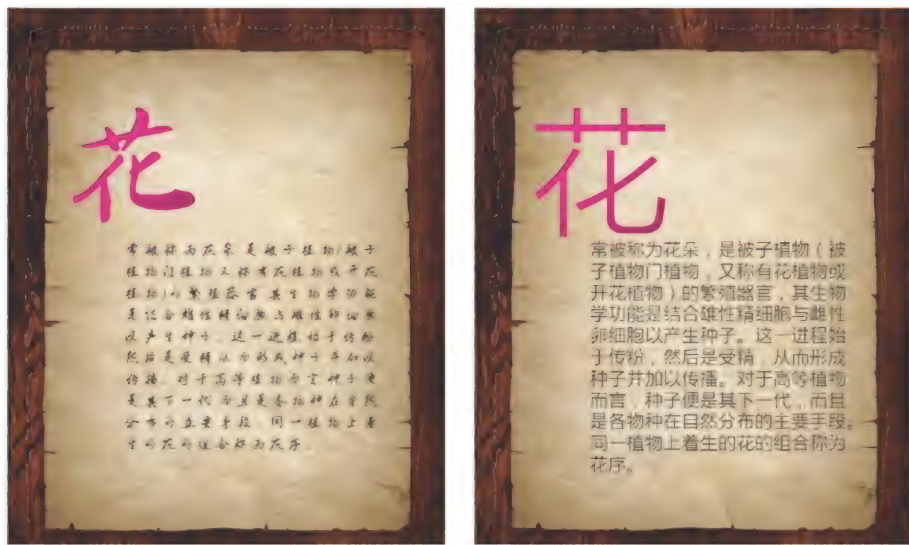 花
常被称为花朵是被子植物(被子
植物门植物又称有花植物或开花
植物)的繁殖器官其生物学功能
是结合雄性精细胞与雌性卵细胞
以产生种子。这一进程始于传粉
然后是受精从而形成种子并加以
传播。对于高等植物而言种子便
是其下一代而且是各物种在自然
分布的主要手段。同一植物上着
生的花的组合称为花序。
花
常被称为花朵，是被子植物（被
子植物门植物，又称有花植物或
开花植物）的繁殖器官，其生物
学功能是结合雄性精细胞与雌性
卵细胞以产生种子。这一进程始
于传粉，然后是受精，从而形成
种子并加以传播。对于高等植物
而言，种子便是其下一代，而且
是各物种在自然分布的主要手段。
同一植物上着生的花的组合称为
花序。